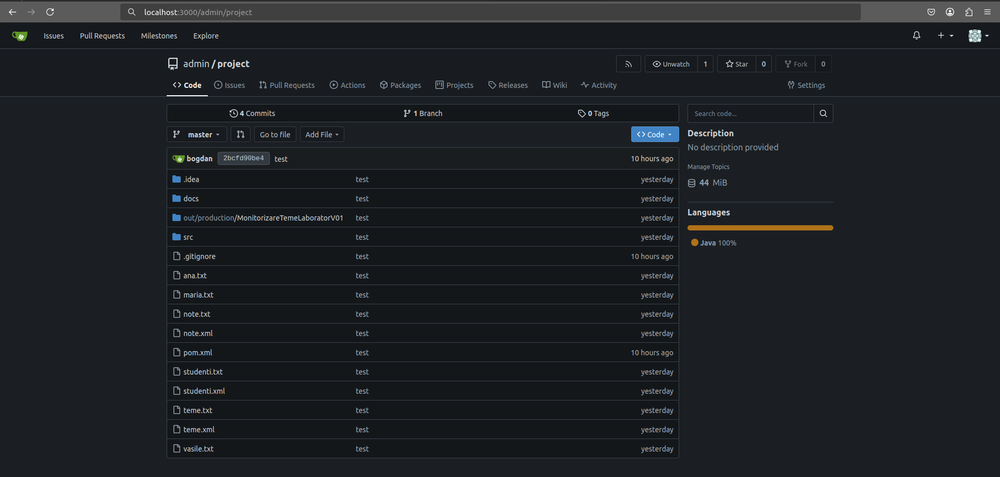 localhost:3000/admin/project
Issues Pull Requests Milestones Explore
admin / project Unwatch 1 Star 0 Fork 0
Code Issues Pull Requests Actions Packages Projects Releases Wiki Activity Settings
4 Commits 1 Branch 0 Tags Search code...
master Go to file Add File Code
Description
No description provided
Manage Topics
44 MiB
Languages
Java 100%
bogdan 2bcfd90be4 test 10 hours ago
.idea test yesterday
docs test yesterday
out/production/MonitorizareTemeLaboratorV01 test yesterday
src test yesterday
.gitignore test 10 hours ago
ana.txt test yesterday
maria.txt test yesterday
note.txt test yesterday
note.xml test yesterday
pom.xml test 10 hours ago
studenti.txt test yesterday
studenti.xml test yesterday
teme.txt test yesterday
teme.xml test yesterday
vasile.txt test yesterday